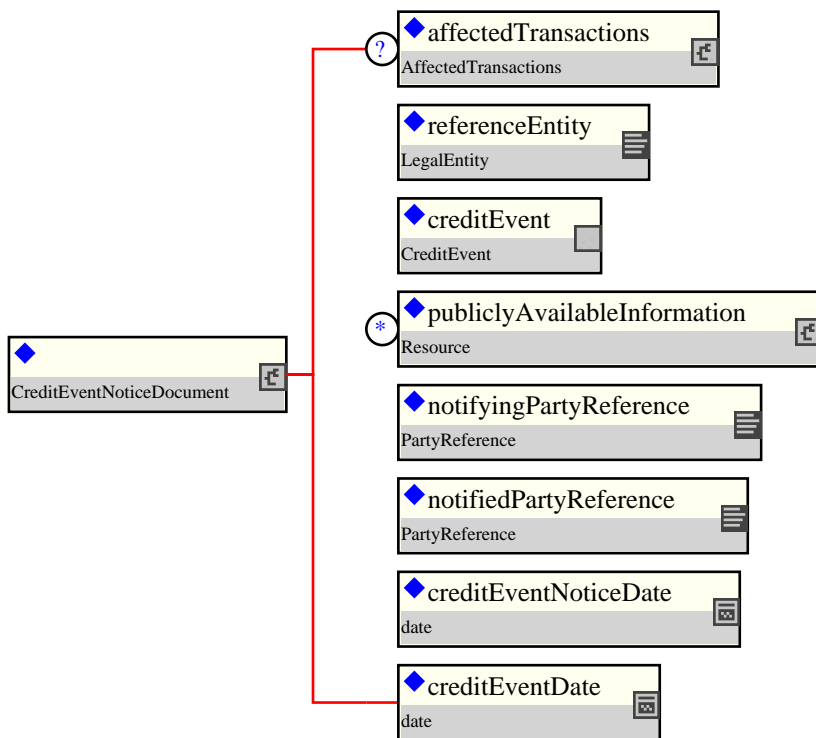 ?
affectedTransactions
AffectedTransactions
referenceEntity
LegalEntity
creditEvent
CreditEvent
*
publiclyAvailableInformation
Resource
CreditEventNoticeDocument
notifyingPartyReference
PartyReference
notifiedPartyReference
PartyReference
creditEventNoticeDate
date
creditEventDate
date